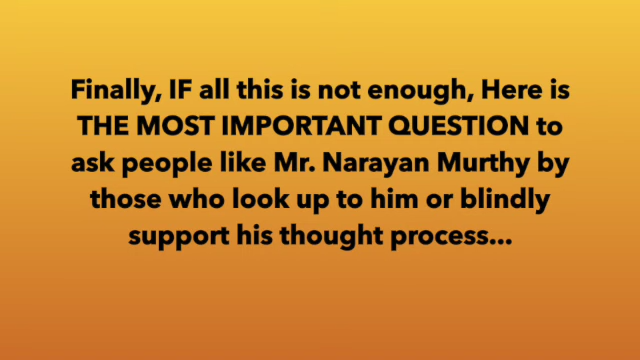 Finally, IF all this is not enough, Here is
THE MOST IMPORTANT QUESTION to
ask people like Mr. Narayan Murthy by
those who look up to him or blindly
support his thought process...